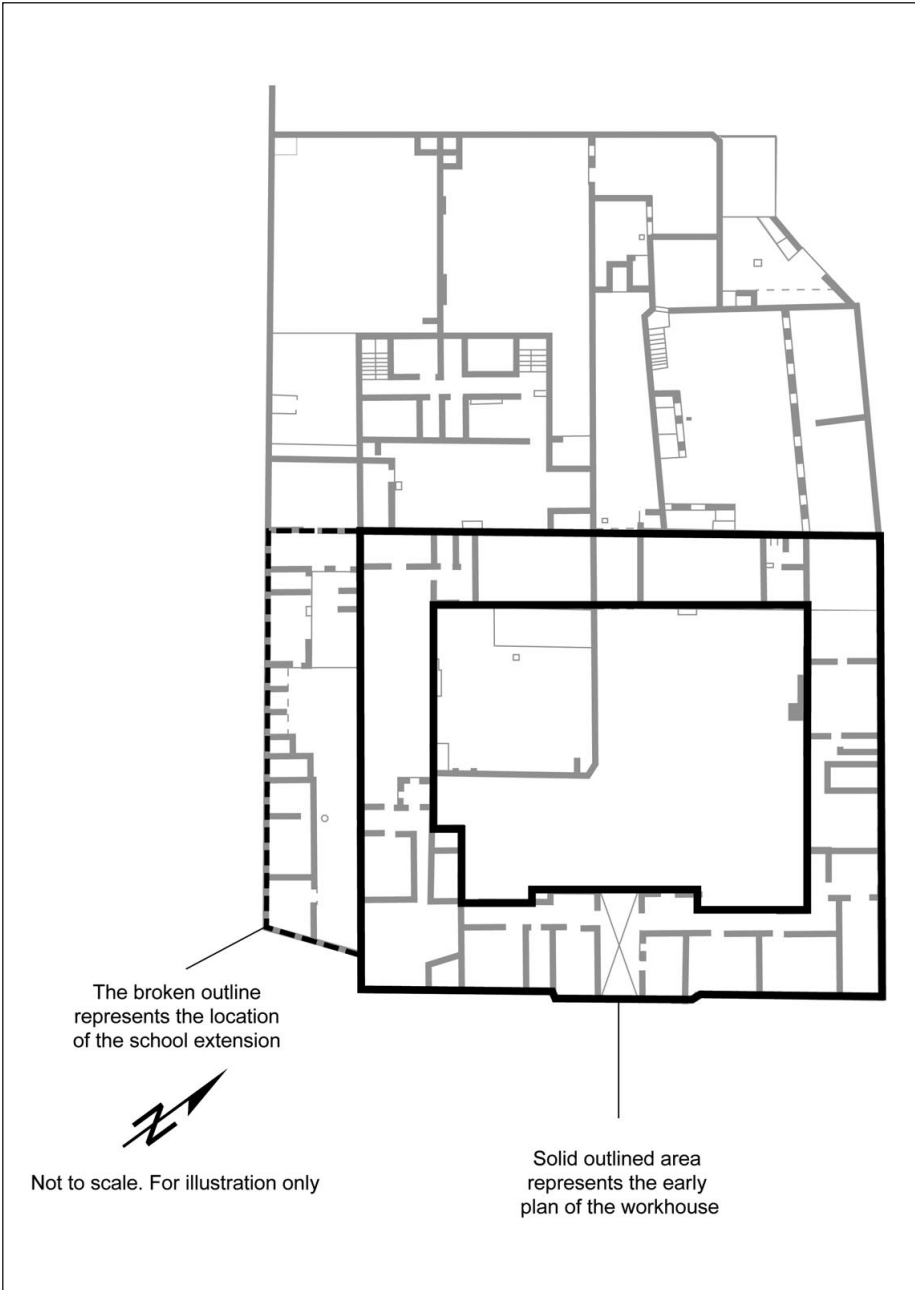 The broken outline
represents the location
of the school extension
N
Not to scale. For illustration only
Solid outlined area
represents the early
plan of the workhouse